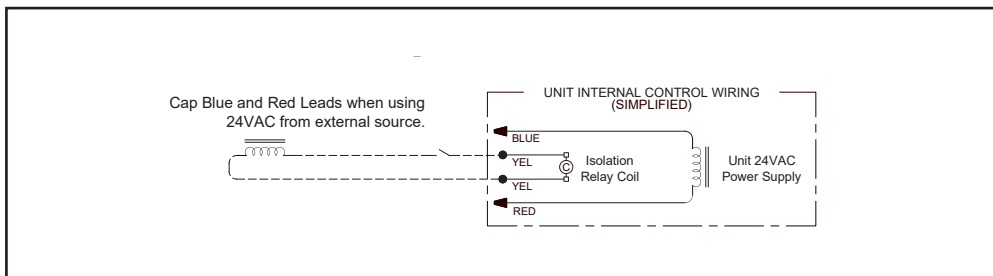 UNIT INTERNAL CONTROL WIRING
(SIMPLIFIED)
Cap Blue and Red Leads when using
24VAC from external source.
BLUE
YEL
C
Isolation
Relay Coil
Unit 24VAC
Power Supply
YEL
RED